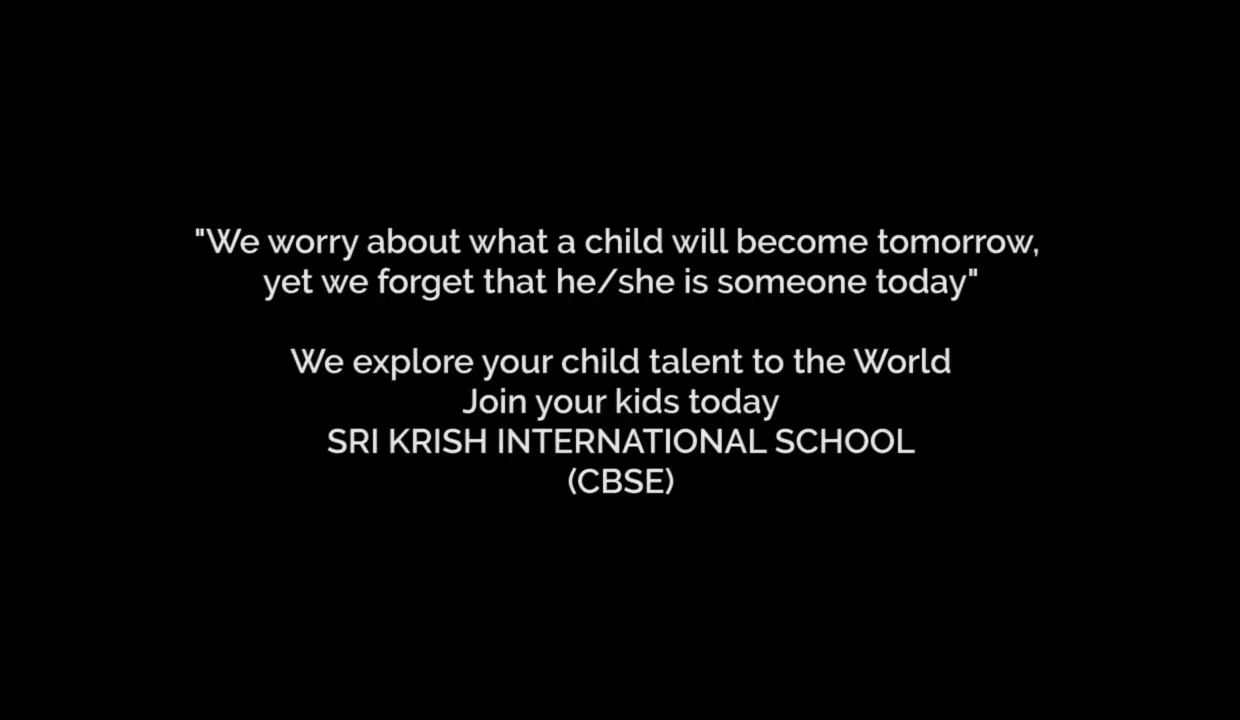 "We worry about what a child will become tomorrow,
yet we forget that he/she is someone today"
We explore your child talent to the World
Join your kids today
SRI KRISH INTERNATIONAL SCHOOL
(CBSE)